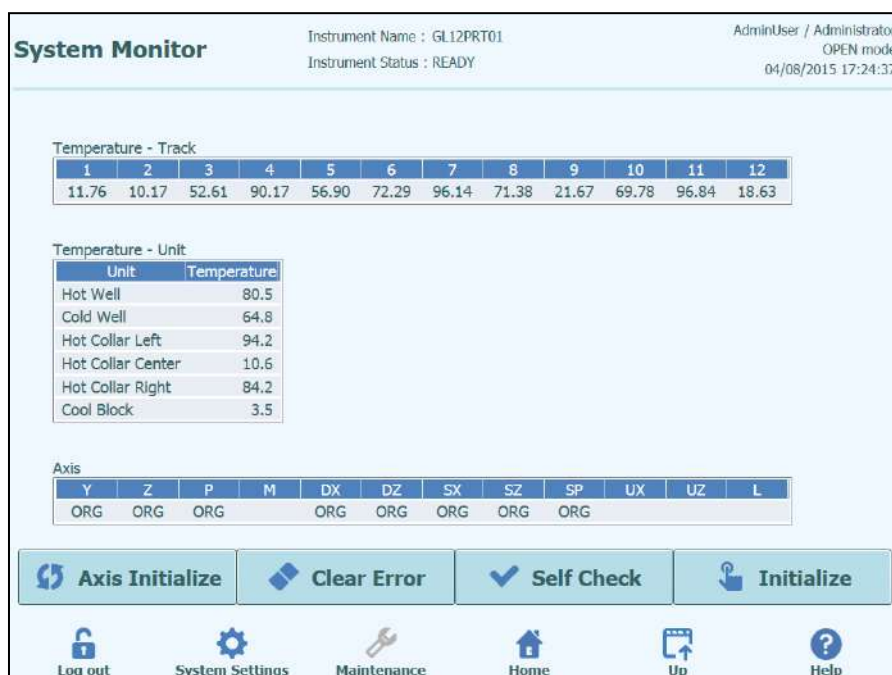 System Monitor
Instrument Name : GL12PRT01
Instrument Status : READY
AdminUser / Administrator
OPEN mode
04/08/2015 17:24:37
Temperature - Track
1 2 3 4 5 6 7 8 9 10 11 12
11.76 10.17 52.61 90.17 56.90 72.29 96.14 71.38 21.67 69.78 96.84 18.63
Temperature - Unit
Unit Temperature
Hot Well 80.5
Cold Well 64.8
Hot Collar Left 94.2
Hot Collar Center 10.6
Hot Collar Right 84.2
Cool Block 3.5
Axis
Y Z P M DX DZ SX SZ SP UX UZ L
ORG ORG ORG ORG ORG ORG ORG ORG
Axis Initialize Clear Error Self Check Initialize
Log out System Settings Maintenance Home Up Help